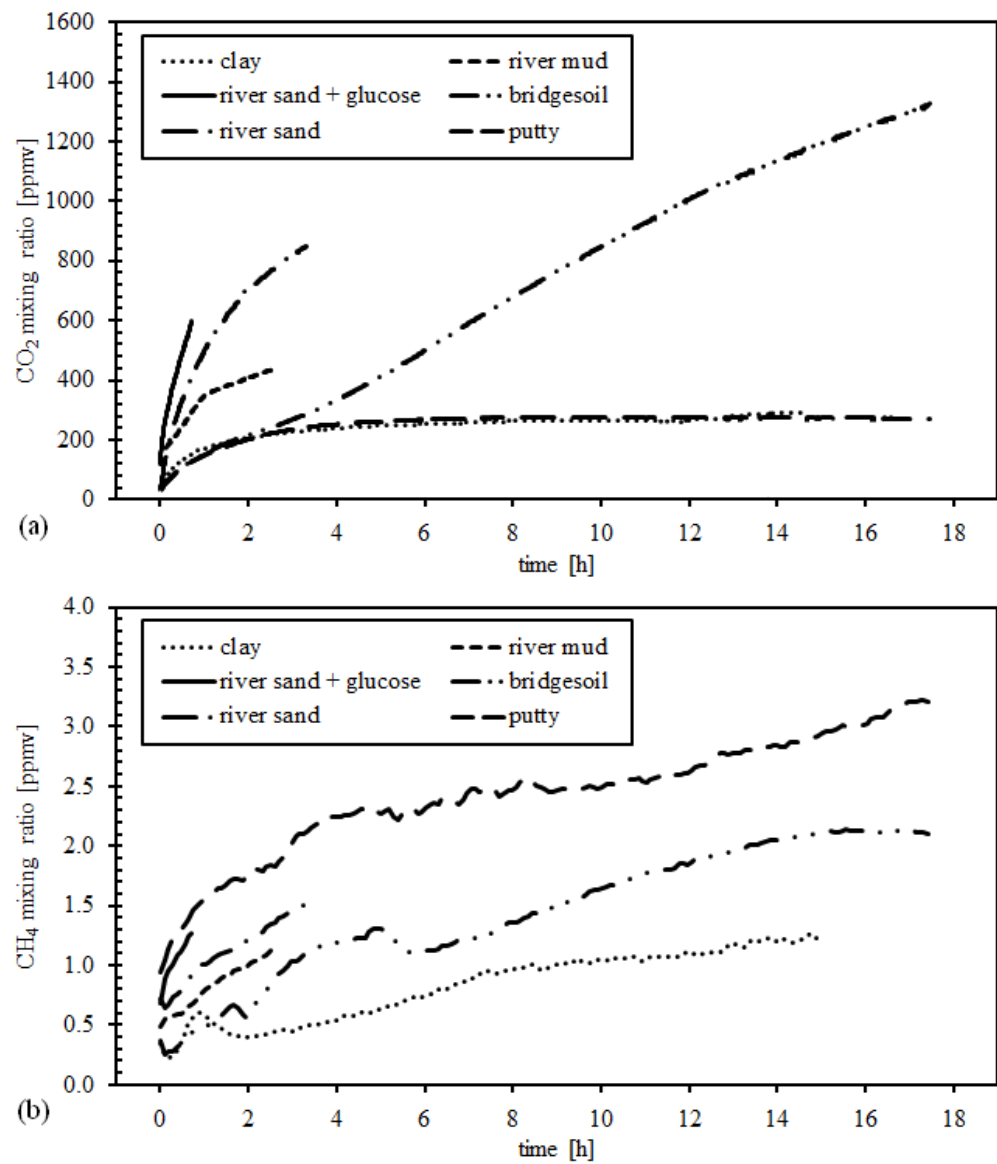 1600
1400
1200
1000
800
600
400
200
0
CO2 mixing ratio [ppmv]
clay
river mud
river sand + glucose
bridgesoil
river sand
putty
0 2 4 6 8 10 12 14 16 18
time [h]
(a)
4.0
3.5
3.0
2.5
2.0
1.5
1.0
0.5
0.0
CH4 mixing ratio [ppmv]
clay
river mud
river sand + glucose
bridgesoil
river sand
putty
0 2 4 6 8 10 12 14 16 18
time [h]
(b)